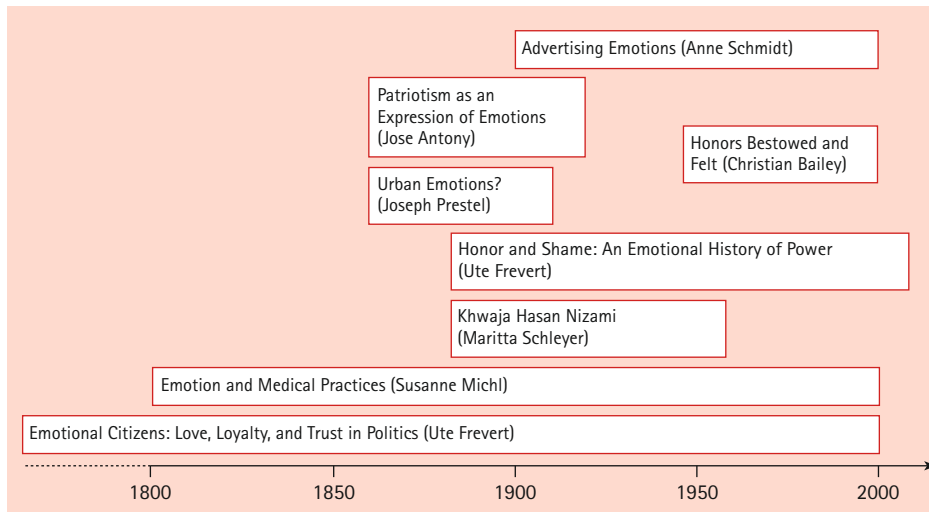 Advertising Emotions (Anne Schmidt)
Patriotism as an
Expression of Emotions
(Jose Antony)
Honors Bestowed and
Felt (Christian Bailey)
Urban Emotions?
(Joseph Prestel)
Honor and Shame: An Emotional History of Power
(Ute Frevert)
Khwaja Hasan Nizami
(Maritta Schleyer)
Emotion and Medical Practices (Susanne Michl)
Emotional Citizens: Love, Loyalty, and Trust in Politics (Ute Frevert)
1800 1850 1900 1950 2000